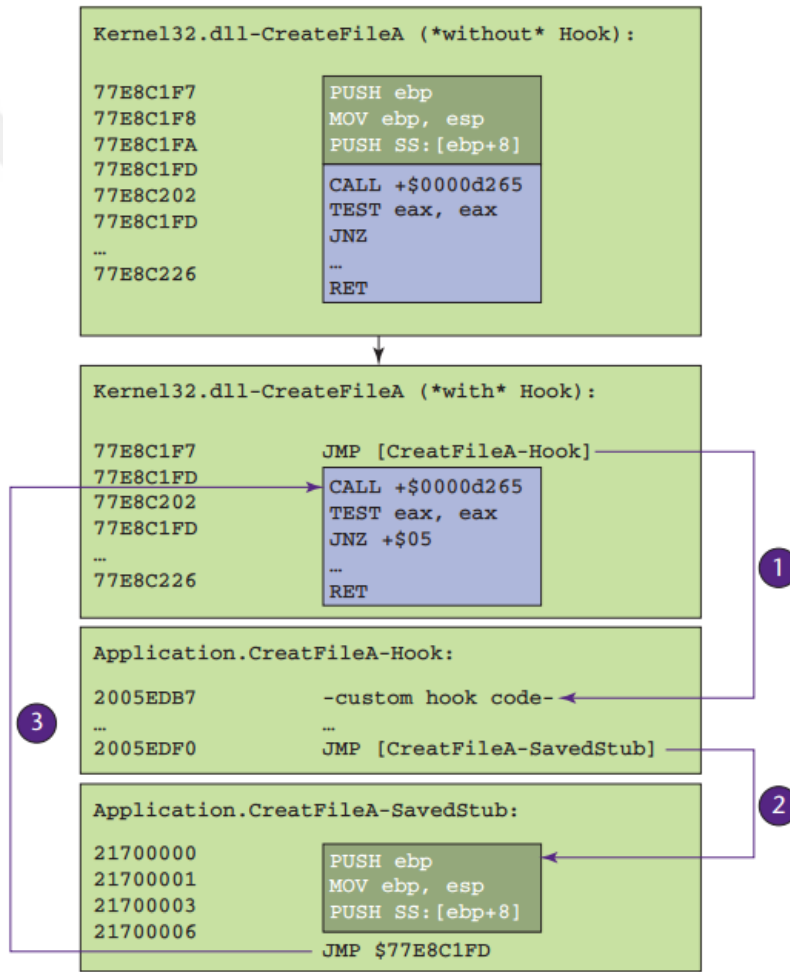 Kernel32.dll-CreateFileA (*without* Hook):
77E8C1F7 PUSH ebp
77E8C1F8 MOV ebp, esp
77E8C1FA PUSH SS:[ebp+8]
77E8C1FD CALL +$0000d265
77E8C202 TEST eax, eax
77E8C1FD JNZ
… …
77E8C226 RET
Kernel32.dll-CreateFileA (*with* Hook):
77E8C1F7 JMP [CreatFileA-Hook]
77E8C1FD CALL +$0000d265
77E8C202 TEST eax, eax
77E8C1FD JNZ +$05
… …
77E8C226 RET
1
Application.CreatFileA-Hook:
2005EDB7 -custom hook code-
… …
2005EDF0 JMP [CreatFileA-SavedStub]
3
2
Application.CreatFileA-SavedStub:
21700000 PUSH ebp
21700001 MOV ebp, esp
21700003 PUSH SS:[ebp+8]
21700006 JMP $77E8C1FD